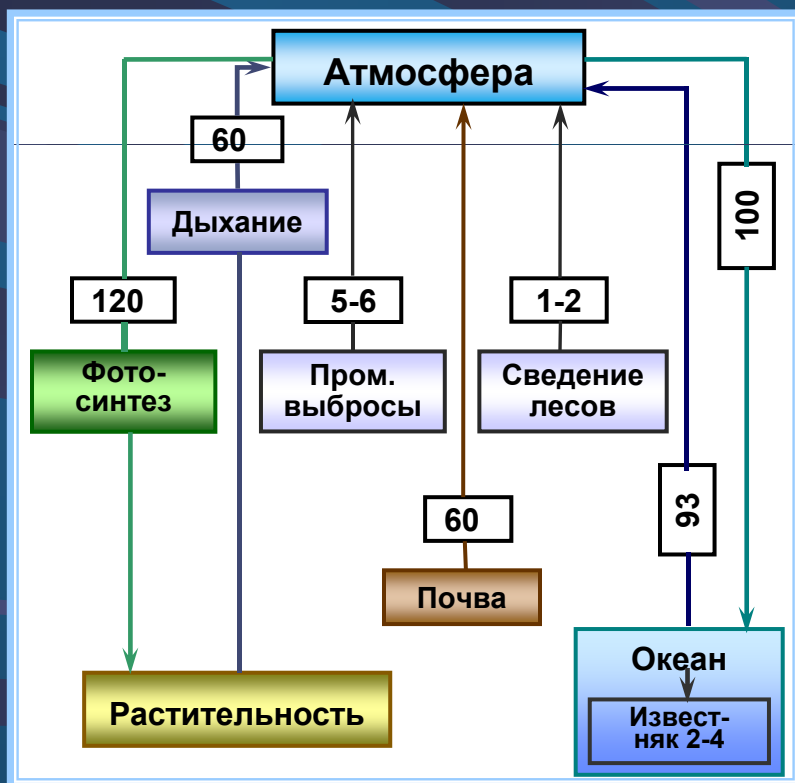 Атмосфера
60
Дыхание
100
120
5-6
1-2
Фото-
синтез
Пром.
выбросы
Сведение
лесов
93
60
Почва
Океан
Растительность
Извест-
няк 2-4